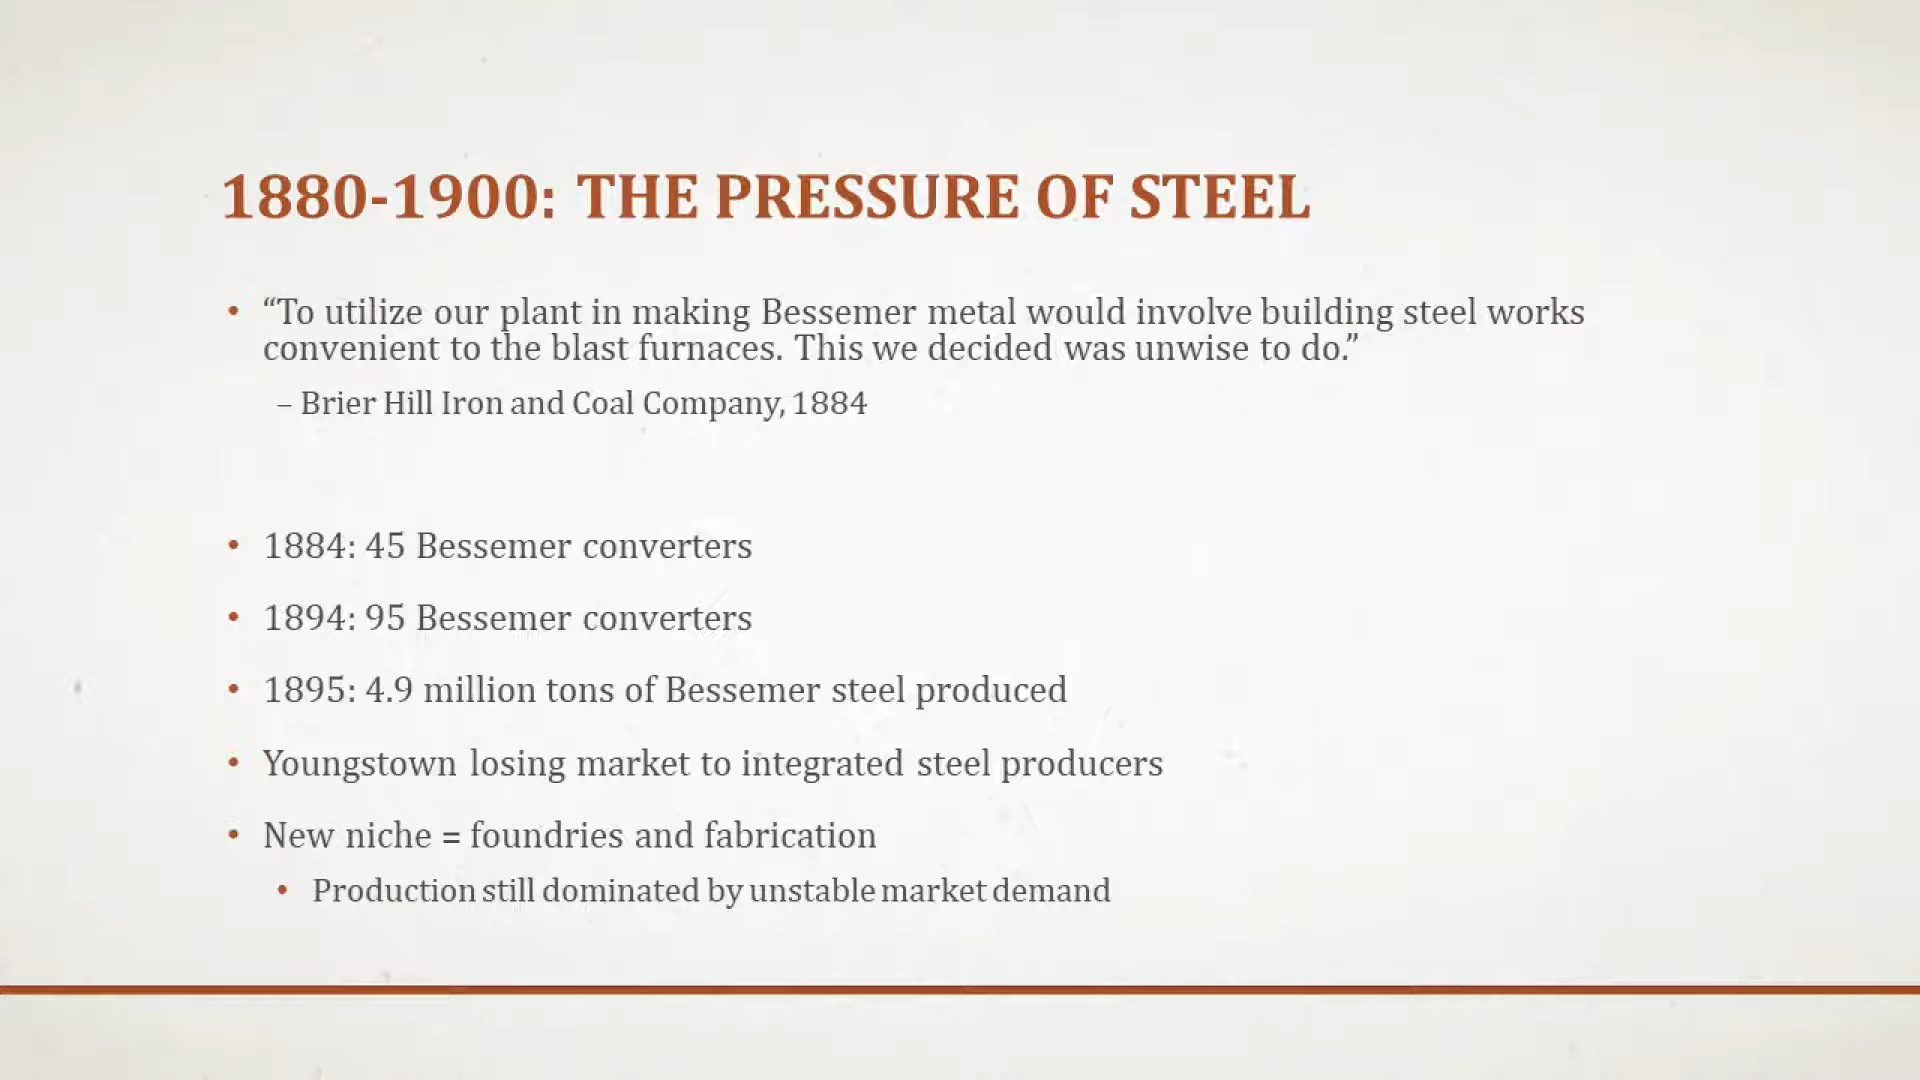 1880-1900: THE PRESSURE OF STEEL
• “To utilize our plant in making Bessemer metal would involve building steel works
convenient to the blast furnaces. This we decided was unwise to do.”
– Brier Hill Iron and Coal Company, 1884
• 1884: 45 Bessemer converters
• 1894: 95 Bessemer converters
• 1895: 4.9 million tons of Bessemer steel produced
• Youngstown losing market to integrated steel producers
• New niche = foundries and fabrication
• Production still dominated by unstable market demand